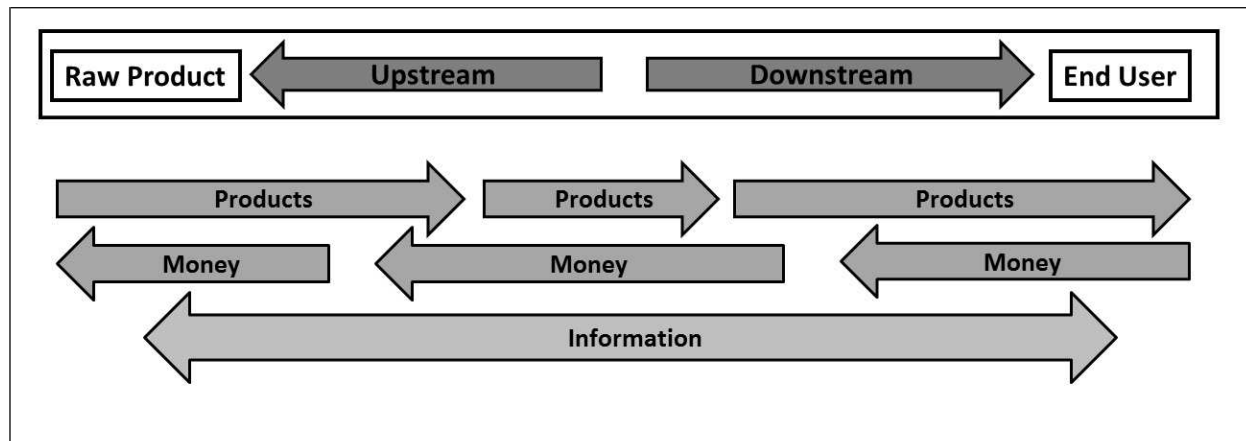 Raw Product
Upstream
Downstream
End User
Products
Products
Products
Money
Money
Money
Information